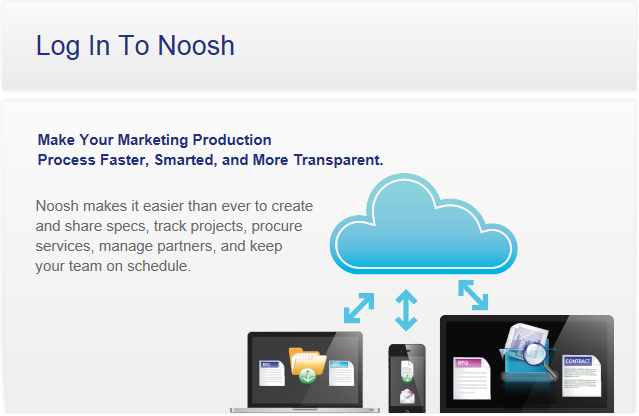 Log In To Noosh
Make Your Marketing Production
Process Faster, Smarted, and More Transparent.
Noosh makes it easier than ever to create
and share specs, track projects, procure
services, manage partners, and keep
your team on schedule.
RFQ
RFQ
CONTRACT